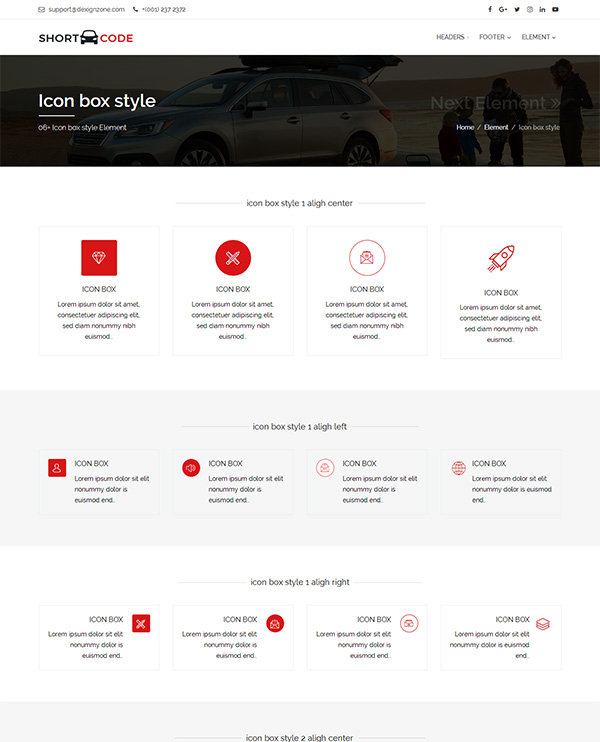 support@dexignzone.com +(001) 237 2372
SHORT CODE
HEADERS FOOTER ELEMENT
Icon box style
Next Element »
06+ Icon box style Element
Home / Element / Icon box style
icon box style 1 aligh center
ICON BOX
Lorem ipsum dolor sit amet,
consectetuer adipiscing elit,
sed diam nonummy nibh
euismod..
ICON BOX
Lorem ipsum dolor sit amet,
consectetuer adipiscing elit,
sed diam nonummy nibh
euismod..
ICON BOX
Lorem ipsum dolor sit amet,
consectetuer adipiscing elit,
sed diam nonummy nibh
euismod..
ICON BOX
Lorem ipsum dolor sit amet,
consectetuer adipiscing elit,
sed diam nonummy nibh
euismod..
icon box style 1 aligh left
ICON BOX
Lorem ipsum dolor sit elit
nonummy dolor is
euismod end..
ICON BOX
Lorem ipsum dolor sit elit
nonummy dolor is
euismod end..
ICON BOX
Lorem ipsum dolor sit elit
nonummy dolor is
euismod end..
ICON BOX
Lorem ipsum dolor sit elit
nonummy dolor is euismod
end..
icon box style 1 aligh right
ICON BOX
Lorem ipsum dolor sit elit
nonummy dolor is
euismod end..
ICON BOX
Lorem ipsum dolor sit elit
nonummy dolor is
euismod end..
ICON BOX
Lorem ipsum dolor sit elit
nonummy dolor is
euismod end..
ICON BOX
Lorem ipsum dolor sit elit
nonummy dolor is euismod
end..
icon box style 2 aligh center